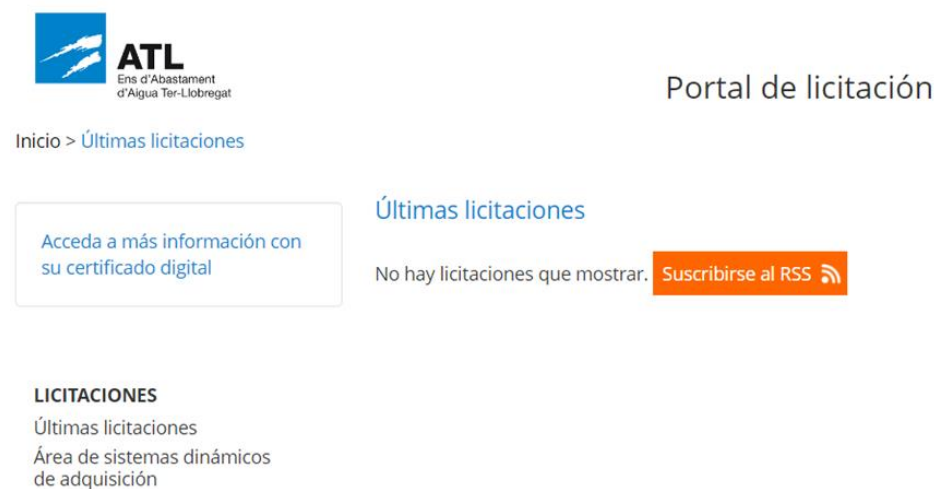 ATL
Ens d'Abastament
d'Aigua Ter-Llobregat
Portal de licitación
Inicio > Últimas licitaciones
Acceda a más información con
su certificado digital
Últimas licitaciones
No hay licitaciones que mostrar. Suscribirse al RSS
LICITACIONES
Últimas licitaciones
Área de sistemas dinámicos
de adquisición